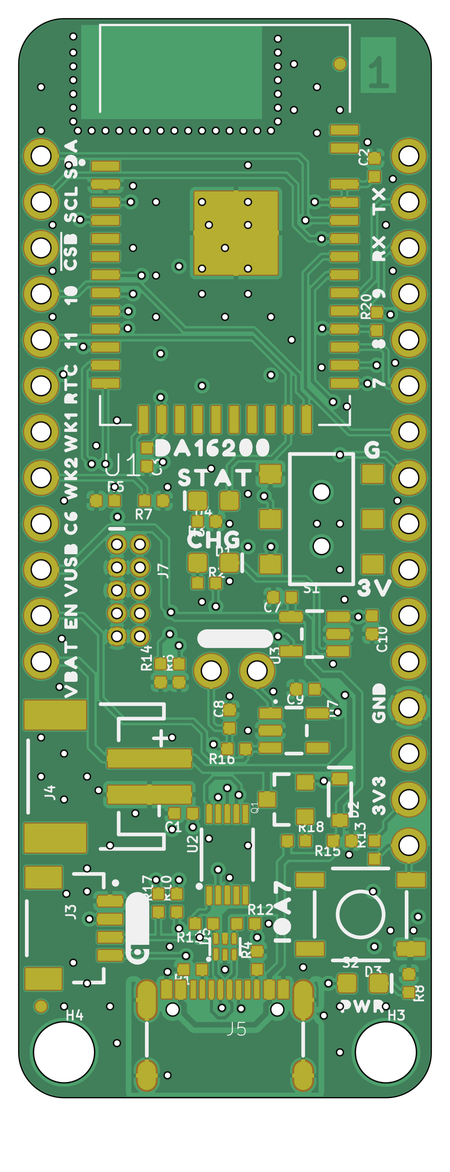 1
SDA
C2
SCL
TX
CSB
RX
10
9
R20
11
8
RTC
7
WK1
DA16200
G
U1
WK2
STAT
R7
C6
CHG
D1
VUSB
J7
S1
3V
EN
C7
C10
R14
U3
VBAT
C9
GND
C8
+
R16
J4
Q1
D2
3V3
R18
U2
R13
R15
R17
J3
R12
IoA7
R4
S2
D3
PWR
R8
H4
H3
J5